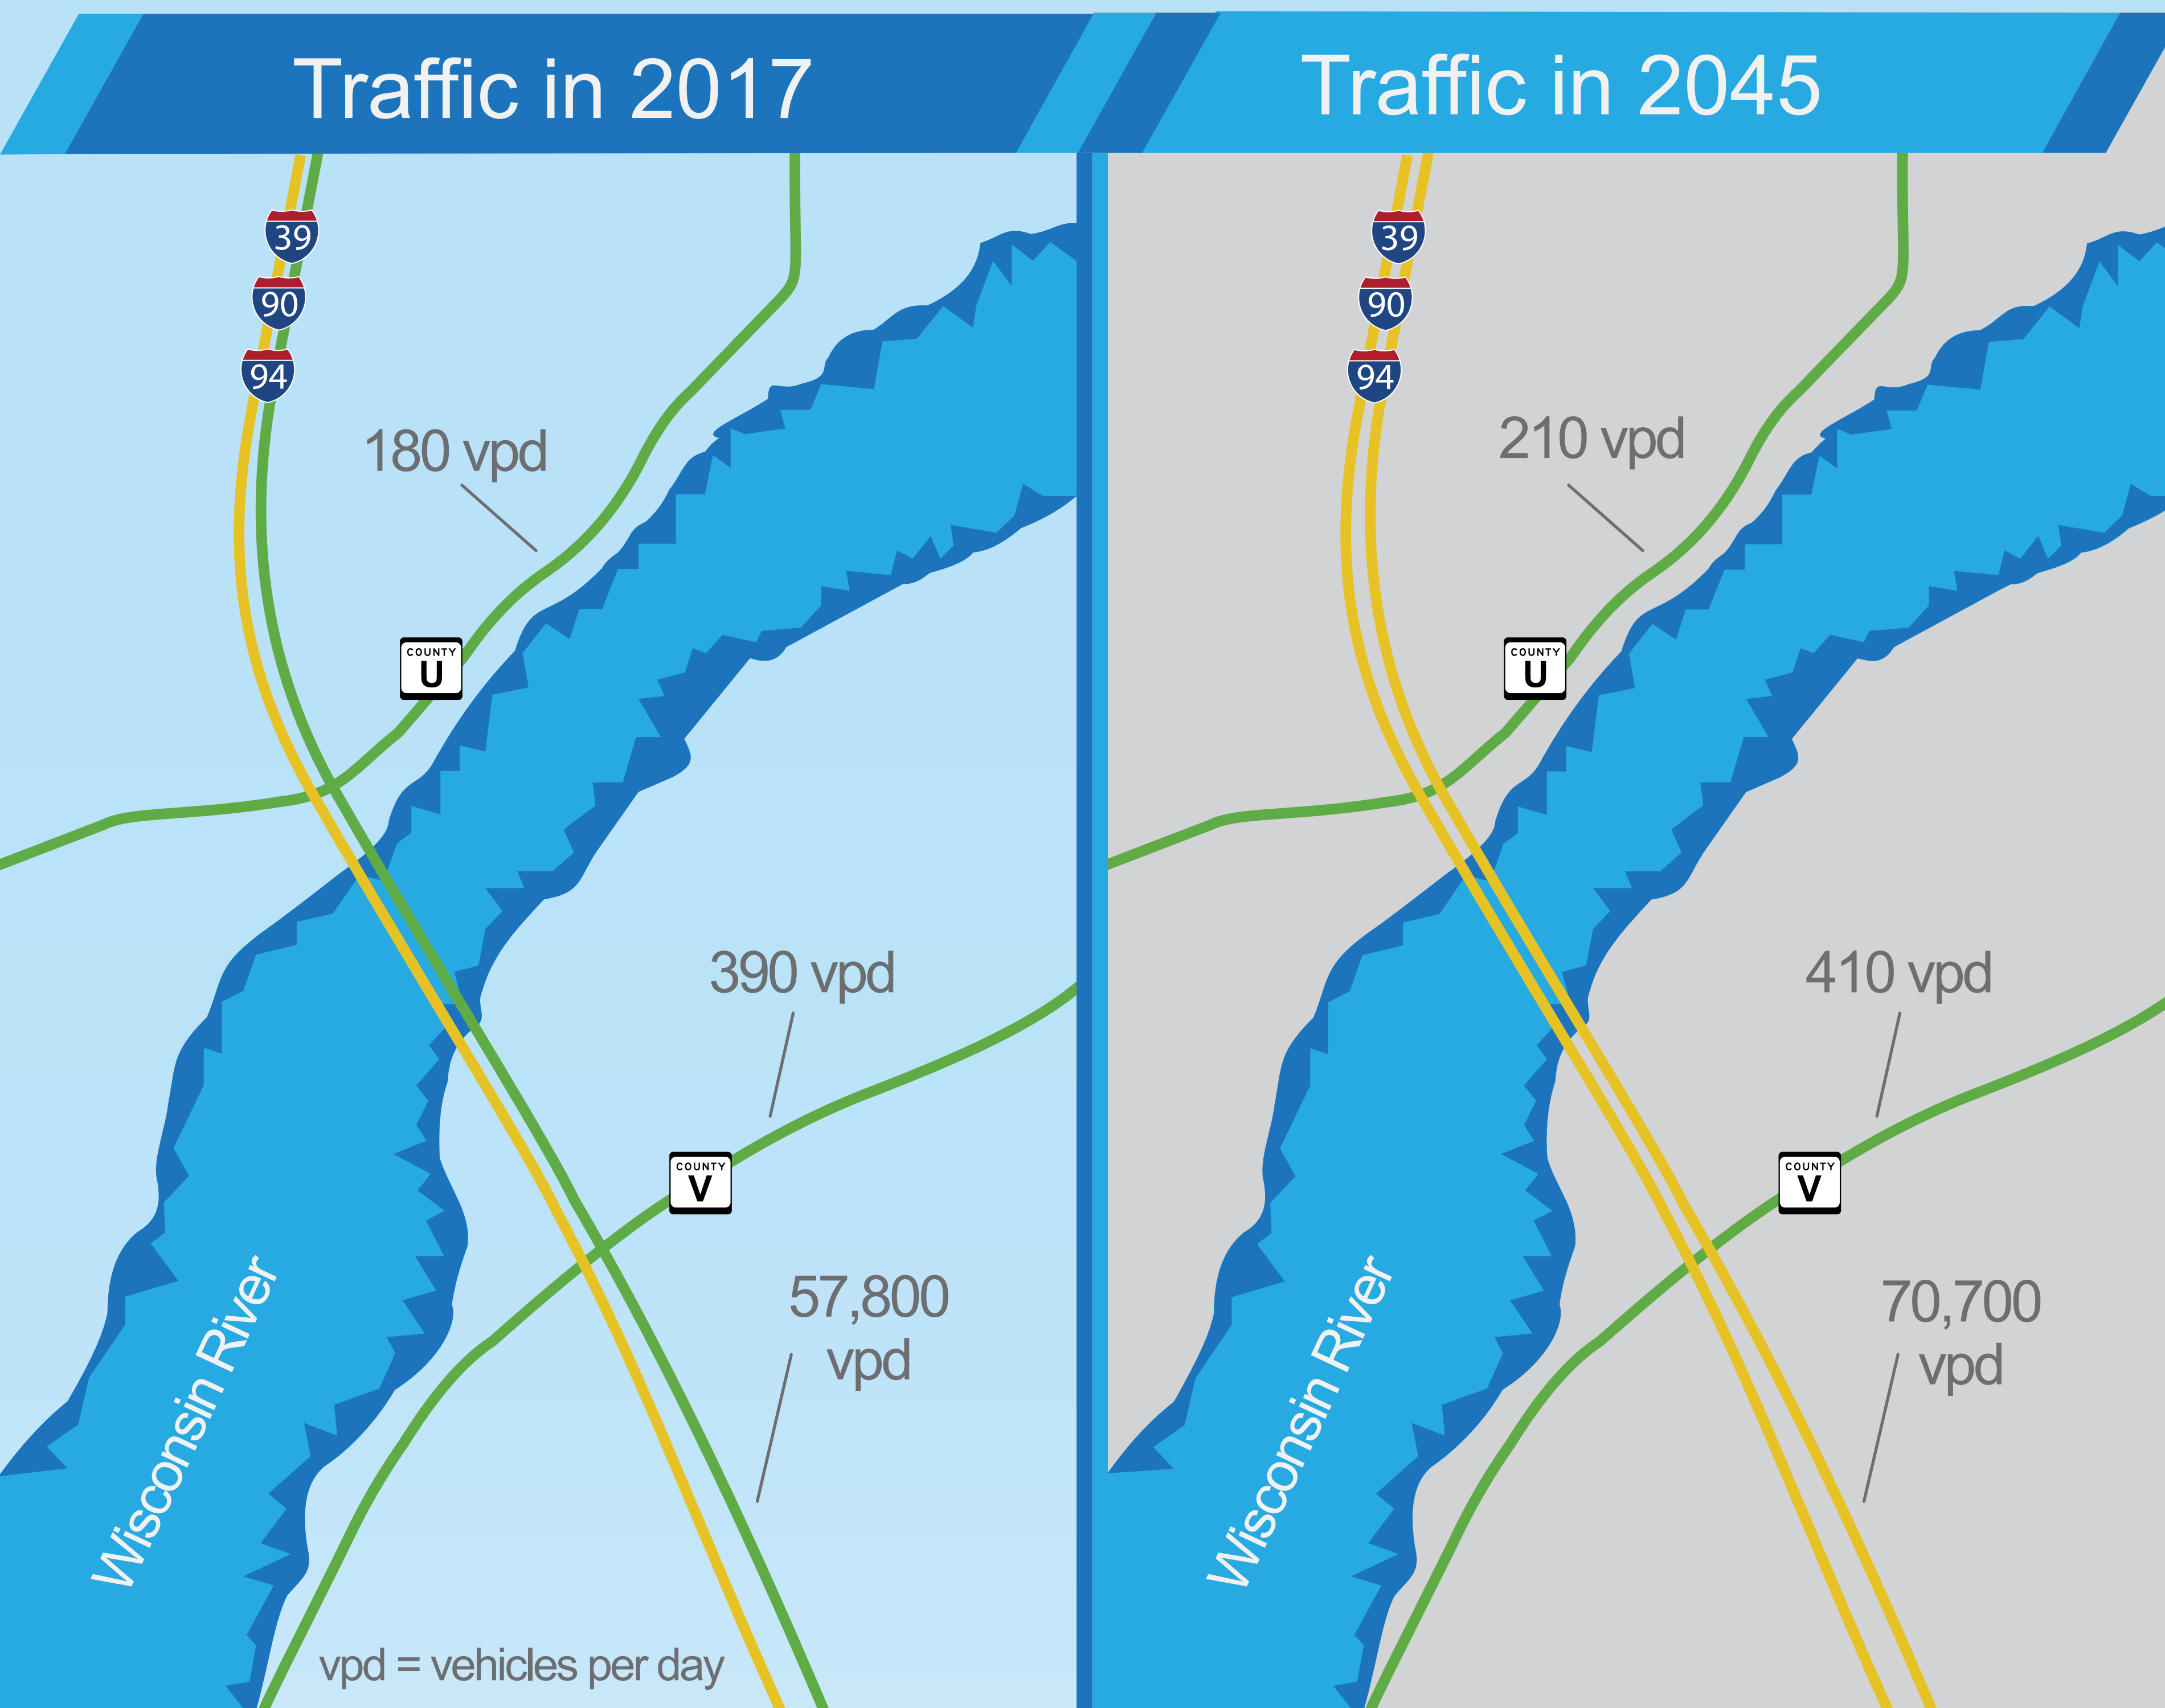 Traffic in 2017
39
90
94
180 vpd
COUNTY
U
390 vpd
COUNTY
V
57,800
vpd
Wisconsin River
vpd = vehicles per day
Traffic in 2045
39
90
94
210 vpd
COUNTY
U
410 vpd
COUNTY
V
70,700
vpd
Wisconsin River